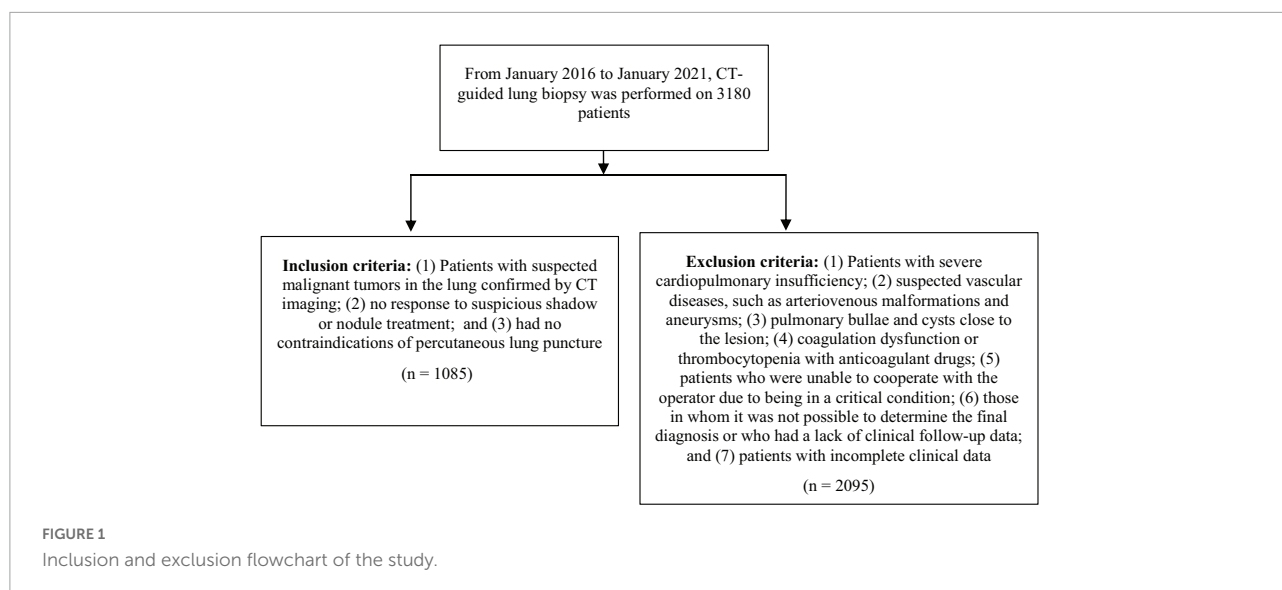 From January 2016 to January 2021, CT-
guided lung biopsy was performed on 3180
patients
Inclusion criteria: (1) Patients with suspected
malignant tumors in the lung confirmed by CT
imaging; (2) no response to suspicious shadow
or nodule treatment; and (3) had no
contraindications of percutaneous lung puncture
(n = 1085)
Exclusion criteria: (1) Patients with severe
cardiopulmonary insufficiency; (2) suspected vascular
diseases, such as arteriovenous malformations and
aneurysms; (3) pulmonary bullae and cysts close to
the lesion; (4) coagulation dysfunction or
thrombocytopenia with anticoagulant drugs; (5)
patients who were unable to cooperate with the
operator due to being in a critical condition; (6) those
in whom it was not possible to determine the final
diagnosis or who had a lack of clinical follow-up data;
and (7) patients with incomplete clinical data
(n = 2095)
FIGURE 1
Inclusion and exclusion flowchart of the study.